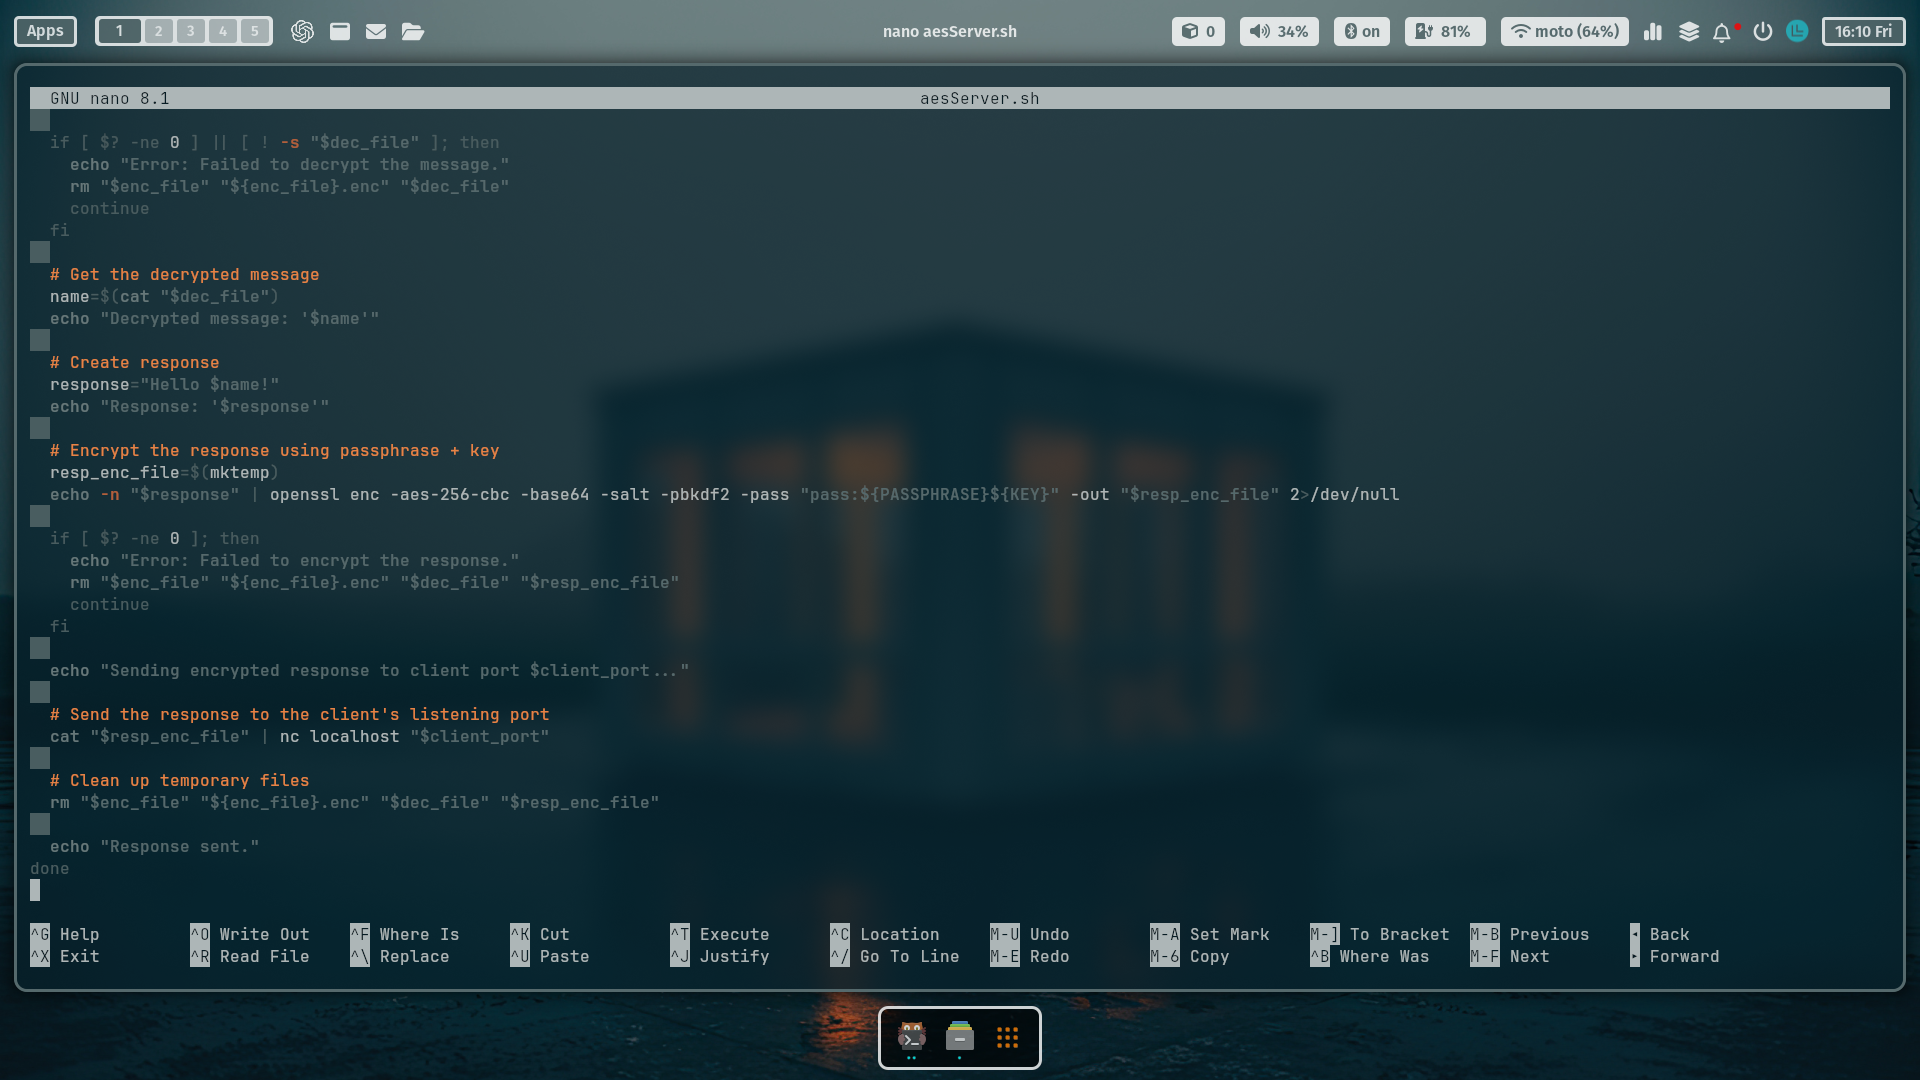 Apps 1 2 3 4 5 nano aesServer.sh 0 34% on 81% moto (64%) 16:10 Fri
GNU nano 8.1 aesServer.sh
if [ $? -ne 0 ] || [ ! -s "$dec_file" ]; then
echo "Error: Failed to decrypt the message."
rm "$enc_file" "${enc_file}.enc" "$dec_file"
continue
fi
# Get the decrypted message
name=$(cat "$dec_file")
echo "Decrypted message: '$name'"
# Create response
response="Hello $name!"
echo "Response: '$response'"
# Encrypt the response using passphrase + key
resp_enc_file=$(mktemp)
echo -n "$response" | openssl enc -aes-256-cbc -base64 -salt -pbkdf2 -pass "pass:${PASSPHRASE}${KEY}" -out "$resp_enc_file" 2>/dev/null
if [ $? -ne 0 ]; then
echo "Error: Failed to encrypt the response."
rm "$enc_file" "${enc_file}.enc" "$dec_file" "$resp_enc_file"
continue
fi
echo "Sending encrypted response to client port $client_port..."
# Send the response to the client's listening port
cat "$resp_enc_file" | nc localhost "$client_port"
# Clean up temporary files
rm "$enc_file" "${enc_file}.enc" "$dec_file" "$resp_enc_file"
echo "Response sent."
done
^G Help ^O Write Out ^F Where Is ^K Cut ^T Execute ^C Location M-U Undo M-A Set Mark M-] To Bracket M-B Previous ◂ Back
^X Exit ^R Read File ^\ Replace ^U Paste ^J Justify ^/ Go To Line M-E Redo M-6 Copy ^B Where Was M-F Next ▸ Forward